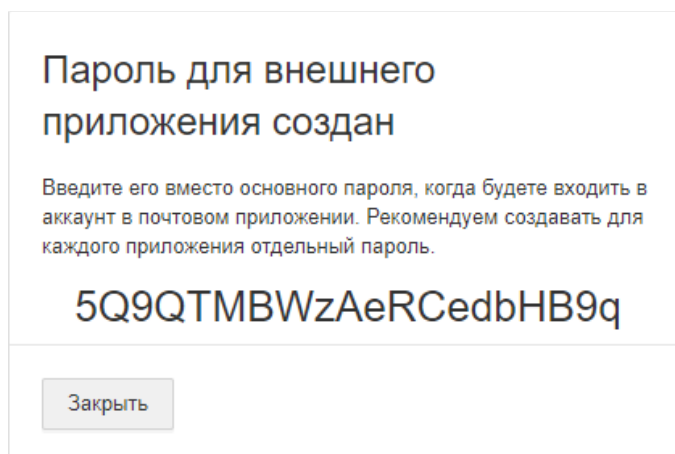 Пароль для внешнего
приложения создан
Введите его вместо основного пароля, когда будете входить в
аккаунт в почтовом приложении. Рекомендуем создавать для
каждого приложения отдельный пароль.
5Q9QTMBWzAeRCedbHB9q
Закрыть